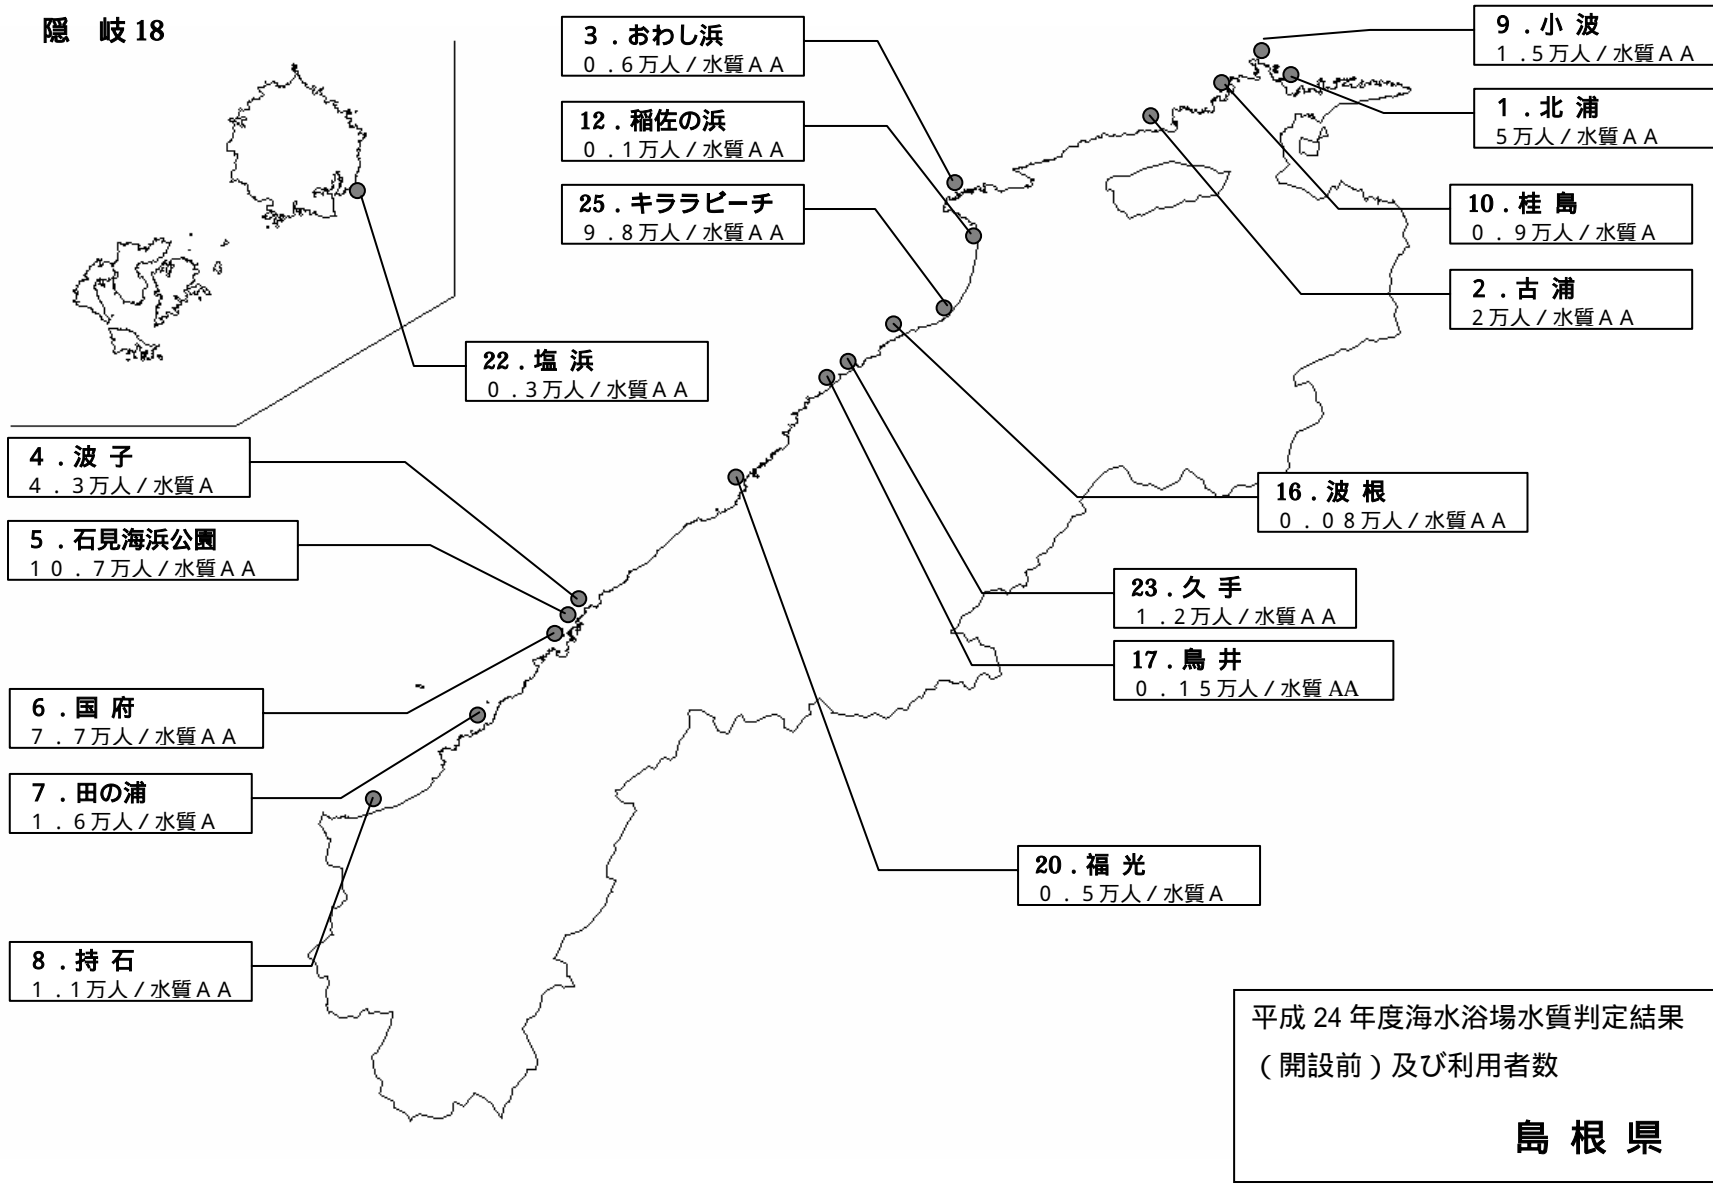 隠 岐 18
3．おわし浜
０．６万人/水質ＡＡ
12．稲佐の浜
０．１万人/水質ＡＡ
25．キララビーチ
９．８万人/水質ＡＡ
9．小 波
１．５万人/水質ＡＡ
1．北 浦
５万人/水質ＡＡ
10．桂 島
０．９万人/水質Ａ
2．古 浦
２万人/水質ＡＡ
22．塩 浜
０．３万人/水質ＡＡ
4．波 子
４．３万人/水質Ａ
5．石見海浜公園
１０．７万人/水質ＡＡ
16．波 根
０．０８万人/水質ＡＡ
23．久 手
１．２万人/水質ＡＡ
17．鳥 井
０．１５万人/水質 AA
6．国 府
７．７万人/水質ＡＡ
7．田の浦
１．６万人/水質Ａ
20．福 光
０．５万人/水質Ａ
8．持 石
１．１万人/水質ＡＡ
平成 24 年度海水浴場水質判定結果
（開設前）及び利用者数
島 根 県